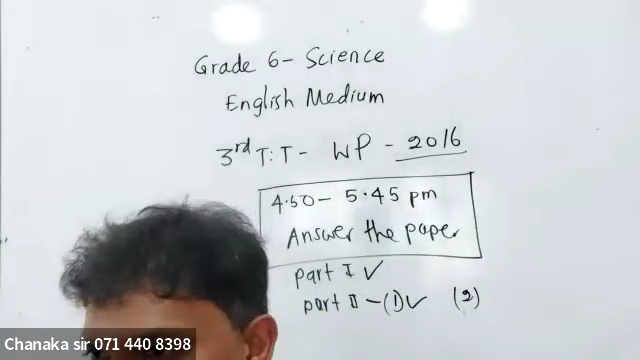 Grade 6 - Science
English Medium
3rd T:T - WP - 2016
4.50 - 5.45 pm
Answer the paper
part I ✓
part II - (1) ✓ (2)
Chanaka sir 071 440 8398